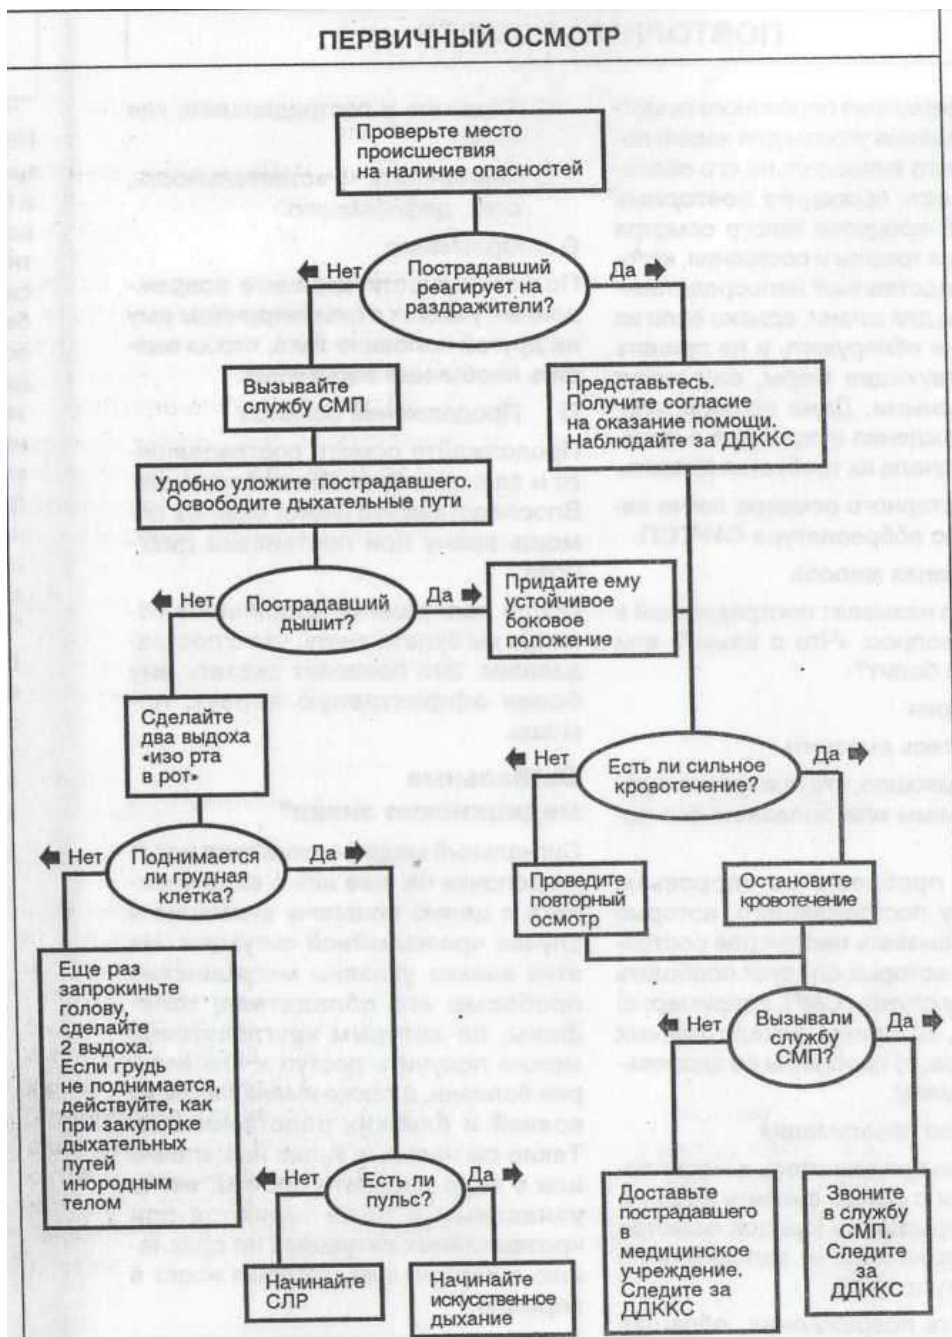 ПЕРВИЧНЫЙ ОСМОТР
Проверьте место
происшествия
на наличие опасностей
Нет
Пострадавший
реагирует на
раздражители?
Да
Вызывайте
службу СМП
Представьтесь.
Получите согласие
на оказание помощи.
Наблюдайте за ДДККС
Удобно уложите пострадавшего.
Освободите дыхательные пути
Нет
Пострадавший
дышит?
Да
Придайте ему
устойчивое
боковое
положение
Сделайте
два выдоха
«изо рта
в рот»
Нет
Есть ли сильное
кровотечение?
Да
Нет
Поднимается
ли грудная
клетка?
Да
Проведите
повторный
осмотр
Остановите
кровотечение
Еще раз
запрокиньте
голову,
сделайте
2 выдоха.
Если грудь
не поднимается,
действуйте, как
при закупорке
дыхательных
путей
инородным
телом
Нет
Вызывали
службу
СМП?
Да
Нет
Есть ли
пульс?
Да
Доставьте
пострадавшего
в
медицинское
учреждение.
Следите за
ДДККС
Звоните
в службу
СМП.
Следите
за
ДДККС
Начинайте
СЛР
Начинайте
искусственное
дыхание